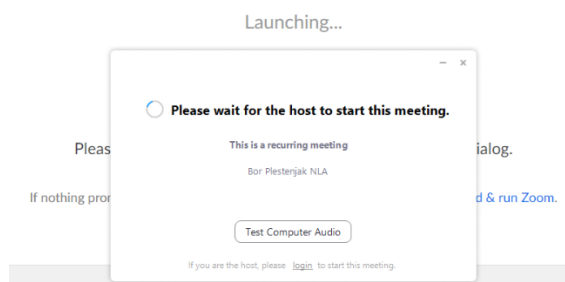 Launching...
Please wait for the host to start this meeting.
Pleas
This is a recurring meeting
ialog.
Bor Plestenjak NLA
If nothing pror
d & run Zoom.
Test Computer Audio
If you are the host, please login to start this meeting.